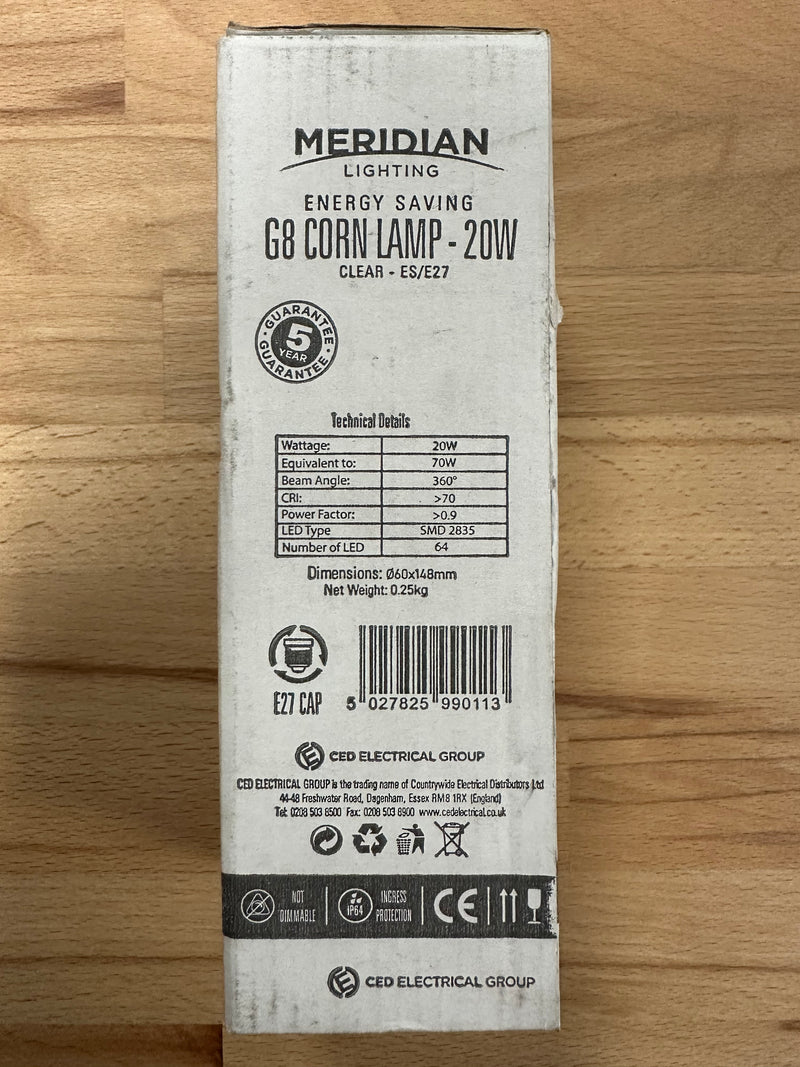 MERIDIAN
LIGHTING
ENERGY SAVING
G8 CORN LAMP - 20W
CLEAR - ES/E27
GUARANTEE
5
YEAR
GUARANTEE
Technical Details
Wattage: 20W
Equivalent to: 70W
Beam Angle: 360°
CRI: >70
Power Factor: >0.9
LED Type SMD 2835
Number of LED 64
Dimensions: Ø60x148mm
Net Weight: 0.25kg
E27 CAP
5 027825 990113
CED ELECTRICAL GROUP
CED ELECTRICAL GROUP is the trading name of Countrywide Electrical Distributors Ltd
44-48 Freshwater Road, Dagenham, Essex RM8 1RX (England)
Tel: 0208 503 8500 Fax: 0208 503 8900 www.cedelectrical.co.uk
NOT
DIMMABLE
IP64
INGRESS
PROTECTION
CE
CED ELECTRICAL GROUP